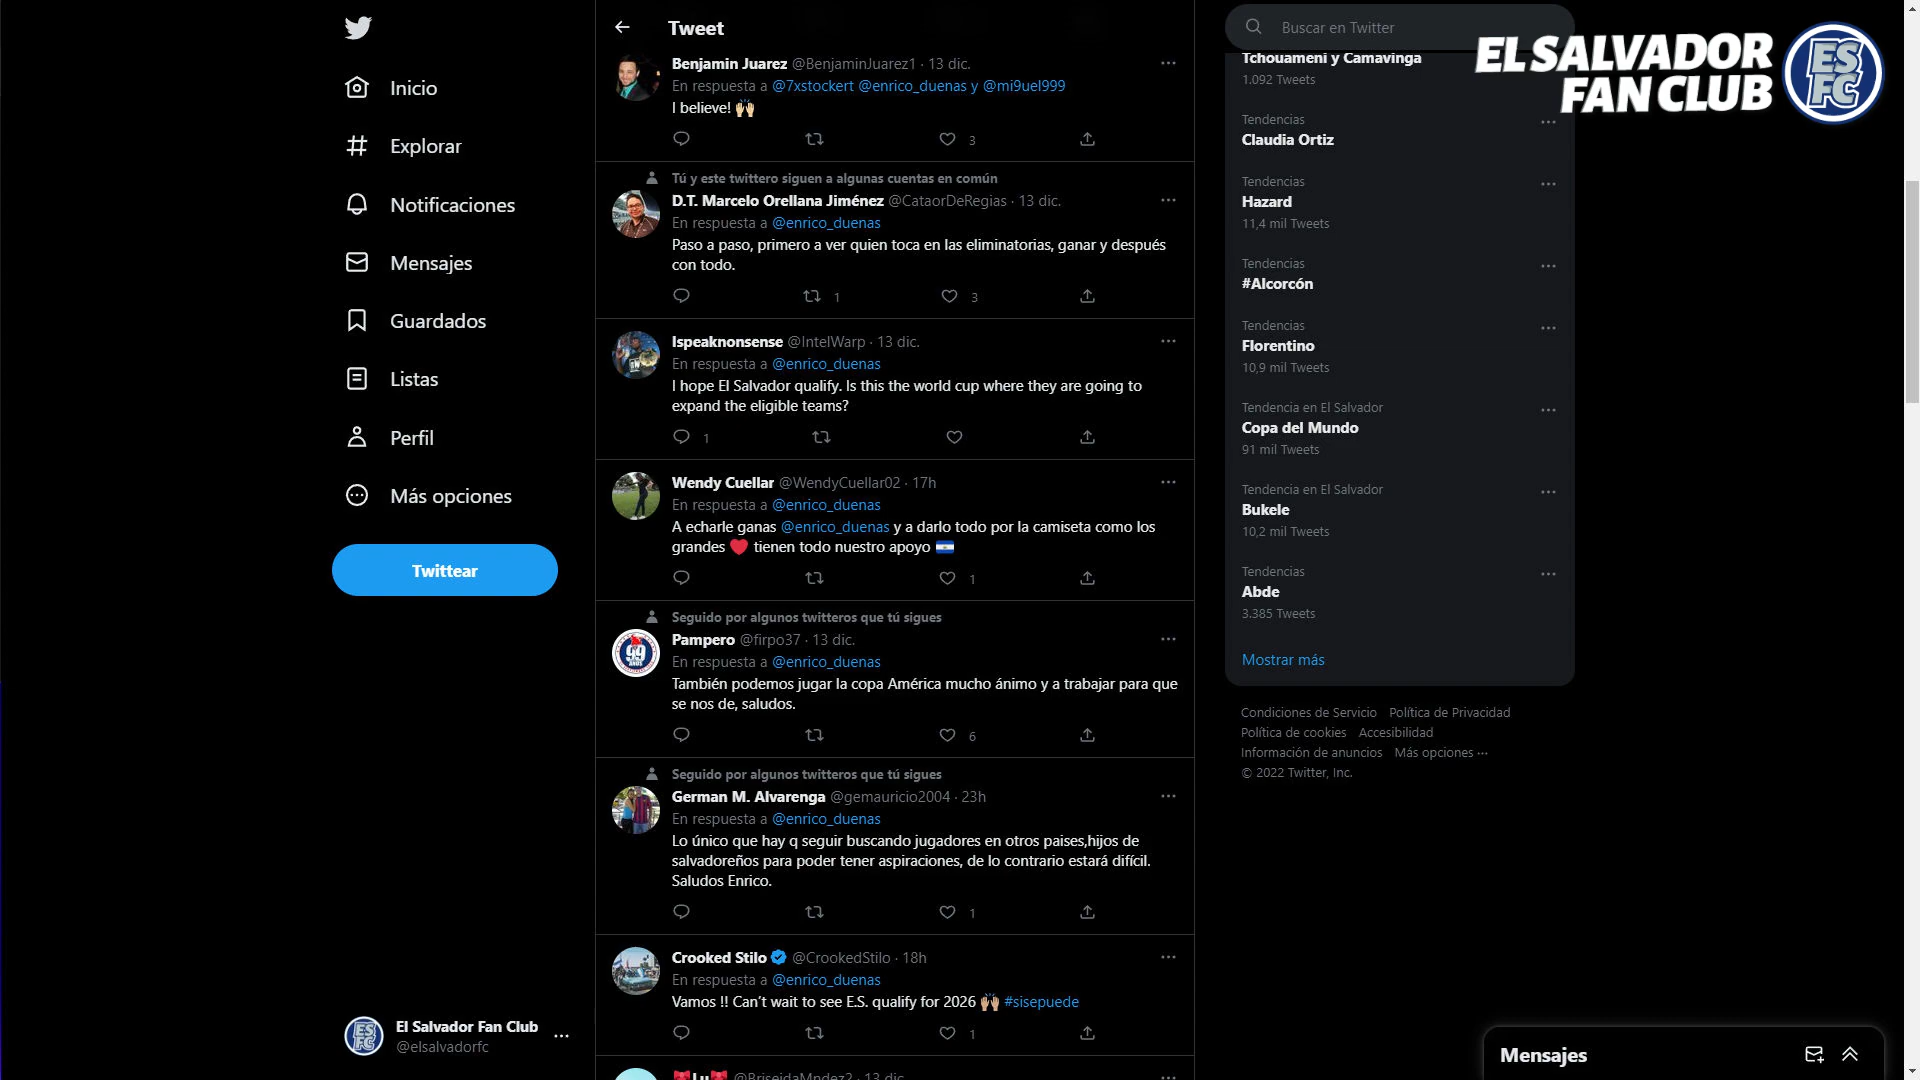 Inicio
Explorar
Notificaciones
Mensajes
Guardados
Listas
Perfil
Más opciones
Twittear
El Salvador Fan Club
@elsalvadorfc
Tweet
Benjamin Juarez @BenjaminJuarez1 · 13 dic.
En respuesta a @7xstockert @enrico_duenas y @mi9uel999
I believe! 🙌🏼
3
Tú y este twittero siguen a algunas cuentas en común
D.T. Marcelo Orellana Jiménez @CataorDeRegias · 13 dic.
En respuesta a @enrico_duenas
Paso a paso, primero a ver quien toca en las eliminatorias, ganar y después
con todo.
1 3
Ispeaknonsense @IntelWarp · 13 dic.
En respuesta a @enrico_duenas
I hope El Salvador qualify. Is this the world cup where they are going to
expand the eligible teams?
1
Wendy Cuellar @WendyCuellar02 · 17h
En respuesta a @enrico_duenas
A echarle ganas @enrico_duenas y a darlo todo por la camiseta como los
grandes ❤️ tienen todo nuestro apoyo 🇸🇻
1
Seguido por algunos twitteros que tú sigues
Pampero @firpo37 · 13 dic.
En respuesta a @enrico_duenas
También podemos jugar la copa América mucho ánimo y a trabajar para que
se nos de, saludos.
6
Seguido por algunos twitteros que tú sigues
German M. Alvarenga @gemauricio2004 · 23h
En respuesta a @enrico_duenas
Lo único que hay q seguir buscando jugadores en otros paises,hijos de
salvadoreños para poder tener aspiraciones, de lo contrario estará difícil.
Saludos Enrico.
1
Crooked Stilo @CrookedStilo · 18h
En respuesta a @enrico_duenas
Vamos !! Can't wait to see E.S. qualify for 2026 🙌🏼 #sisepuede
1
@BriseidaMndez2 · 13 dic.
Buscar en Twitter
EL SALVADOR
FAN CLUB
ES
FC
Tchouameni y Camavinga
1.092 Tweets
Tendencias
Claudia Ortiz
Tendencias
Hazard
11,4 mil Tweets
Tendencias
#Alcorcón
Tendencias
Florentino
10,9 mil Tweets
Tendencia en El Salvador
Copa del Mundo
91 mil Tweets
Tendencia en El Salvador
Bukele
10,2 mil Tweets
Tendencias
Abde
3.385 Tweets
Mostrar más
Condiciones de Servicio Política de Privacidad
Política de cookies Accesibilidad
Información de anuncios Más opciones ···
© 2022 Twitter, Inc.
Mensajes